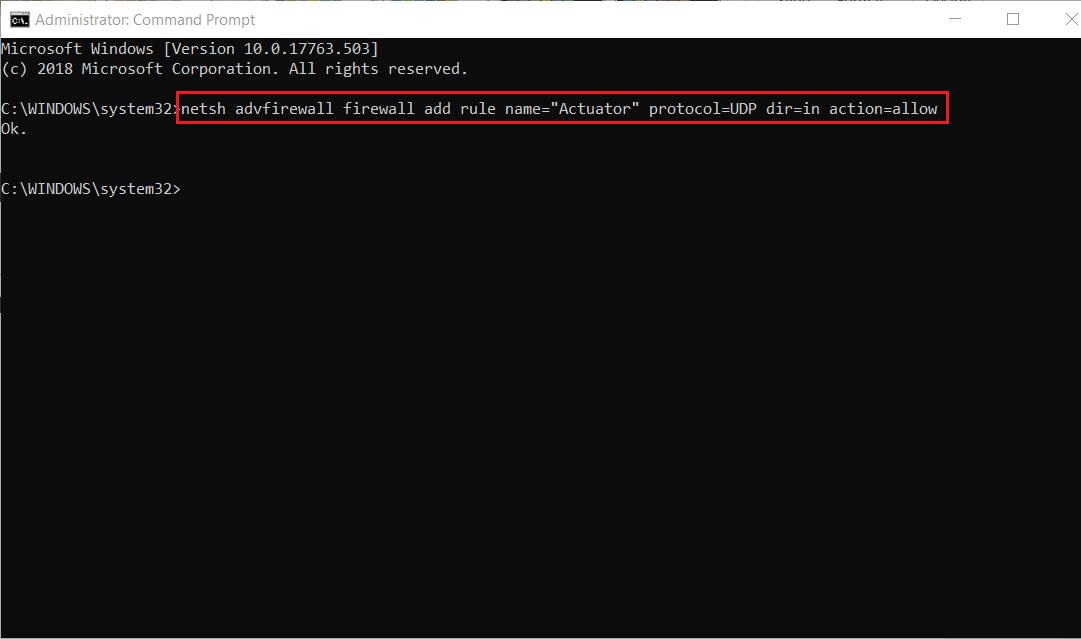 Administrator: Command Prompt
Microsoft Windows [Version 10.0.17763.503]
(c) 2018 Microsoft Corporation. All rights reserved.
C:\WINDOWS\system32>netsh advfirewall firewall add rule name="Actuator" protocol=UDP dir=in action=allow
Ok.
C:\WINDOWS\system32>